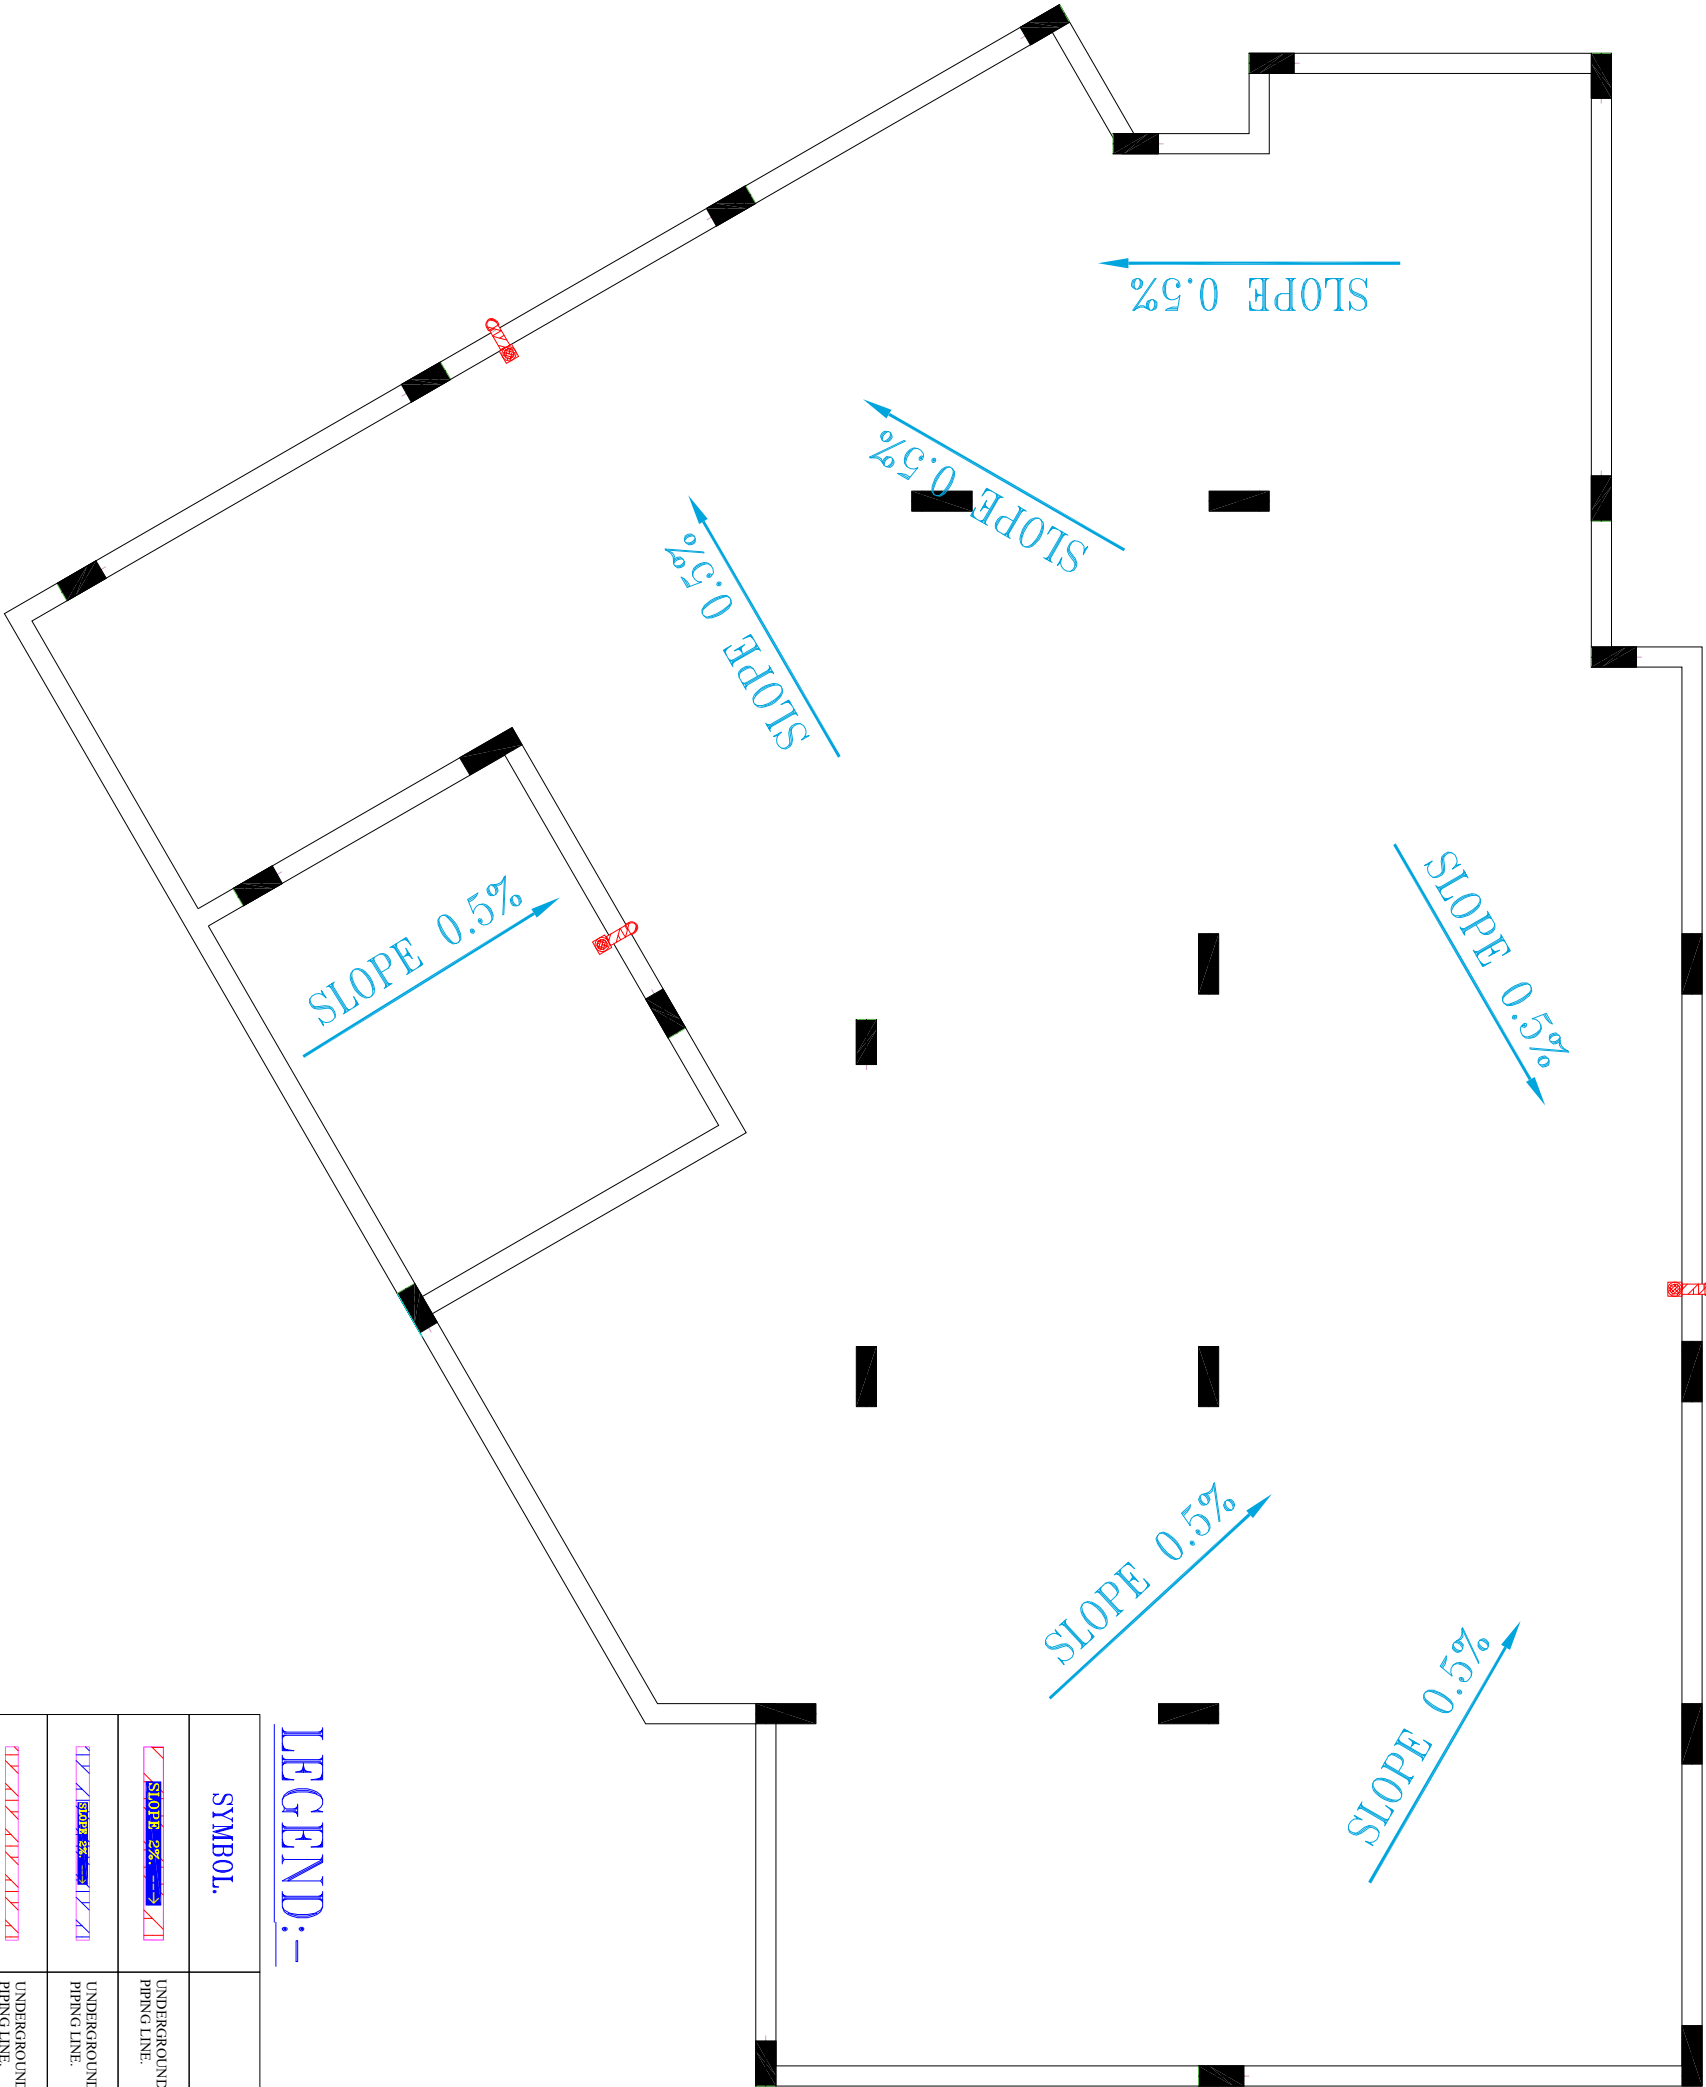 SLOPE 0.5%
SLOPE 0.5%
SLOPE 0.5%
SLOPE 0.5%
SLOPE 0.5%
SLOPE 0.5%
SLOPE 0.5%
LEGEND:-
SYMBOL.
SLOPE 2%. --->
UNDERGROUND
PIPING LINE.
SLOPE 2%. --->
UNDERGROUND
PIPING LINE.
UNDERGROUND
PIPING LINE.